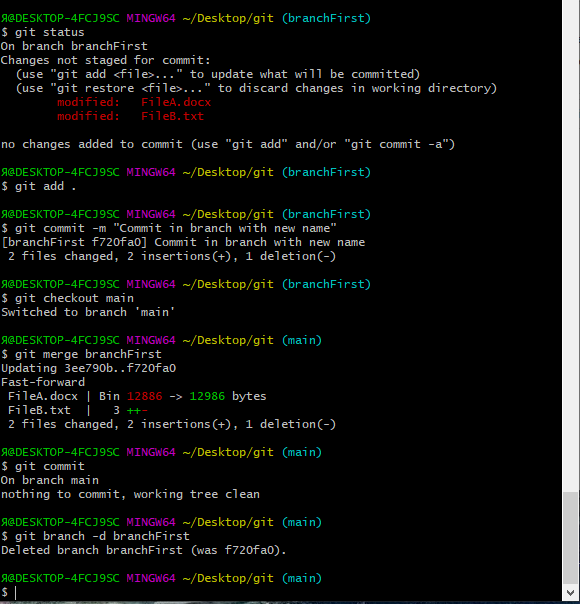 Я@DESKTOP-4FCJ9SC MINGW64 ~/Desktop/git (branchFirst)
$ git status
On branch branchFirst
Changes not staged for commit:
  (use "git add <file>..." to update what will be committed)
  (use "git restore <file>..." to discard changes in working directory)
        modified:   FileA.docx
        modified:   FileB.txt

no changes added to commit (use "git add" and/or "git commit -a")

Я@DESKTOP-4FCJ9SC MINGW64 ~/Desktop/git (branchFirst)
$ git add .

Я@DESKTOP-4FCJ9SC MINGW64 ~/Desktop/git (branchFirst)
$ git commit -m "Commit in branch with new name"
[branchFirst f720fa0] Commit in branch with new name
 2 files changed, 2 insertions(+), 1 deletion(-)

Я@DESKTOP-4FCJ9SC MINGW64 ~/Desktop/git (branchFirst)
$ git checkout main
Switched to branch 'main'

Я@DESKTOP-4FCJ9SC MINGW64 ~/Desktop/git (main)
$ git merge branchFirst
Updating 3ee790b..f720fa0
Fast-forward
 FileA.docx | Bin 12886 -> 12986 bytes
 FileB.txt  |   3 ++-
 2 files changed, 2 insertions(+), 1 deletion(-)

Я@DESKTOP-4FCJ9SC MINGW64 ~/Desktop/git (main)
$ git commit
On branch main
nothing to commit, working tree clean

Я@DESKTOP-4FCJ9SC MINGW64 ~/Desktop/git (main)
$ git branch -d branchFirst
Deleted branch branchFirst (was f720fa0).

Я@DESKTOP-4FCJ9SC MINGW64 ~/Desktop/git (main)
$